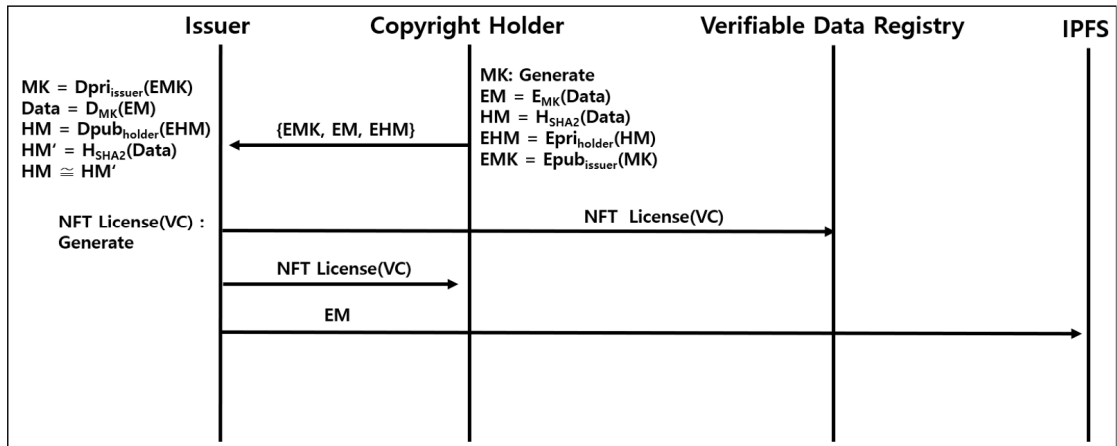 Issuer
Copyright Holder
Verifiable Data Registry
IPFS
MK = Dpriissuer(EMK)
Data = DMK(EM)
HM = Dpubholder(EHM)
HM‘ = HSHA2(Data)
HM ≅ HM‘
{EMK, EM, EHM}
MK: Generate
EM = EMK(Data)
HM = HSHA2(Data)
EHM = Epriholder(HM)
EMK = Epubissuer(MK)
NFT License(VC) :
Generate
NFT License(VC)
NFT License(VC)
EM